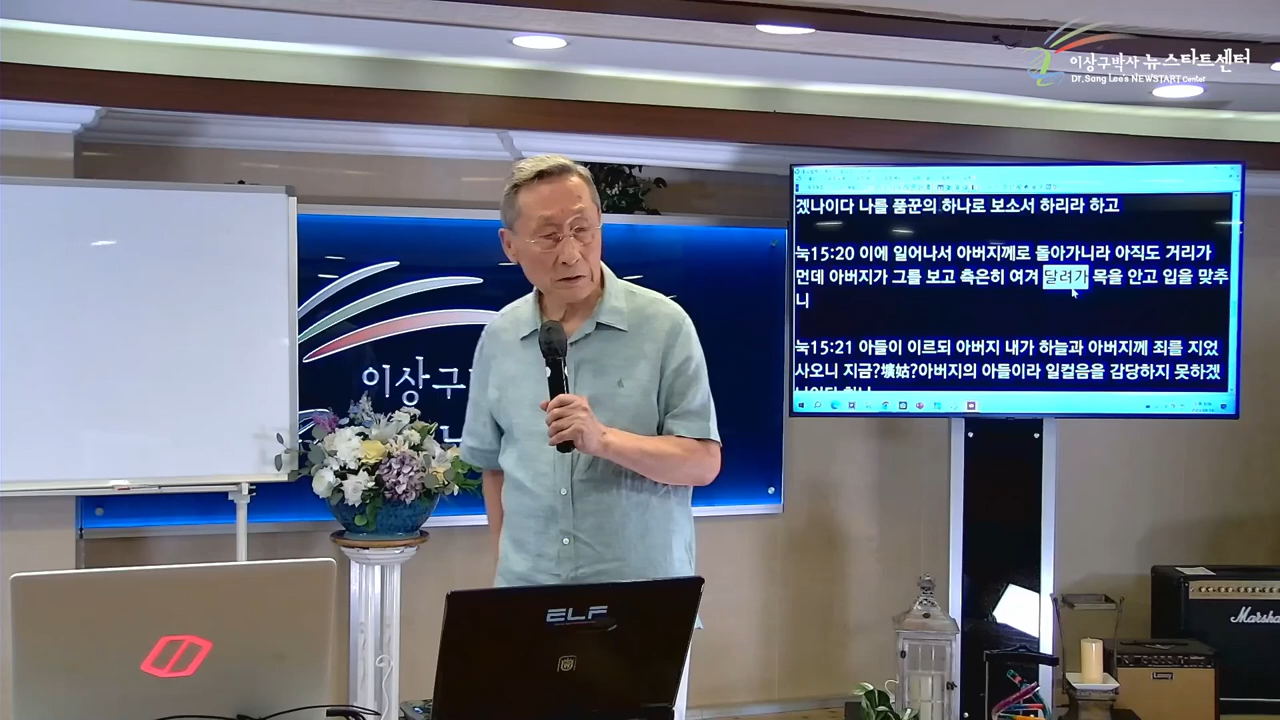 이상구박사 뉴스타트센터
Dr.Sang Lee's NEWSTART Center
겠나이다 나를 품꾼의 하나로 보소서 하리라 하고
눅15:20 이에 일어나서 아버지께로 돌아가니라 아직도 거리가
먼데 아버지가 그를 보고 측은히 여겨 달려가 목을 안고 입을 맞추
니
눅15:21 아들이 이르되 아버지 내가 하늘과 아버지께 죄를 지었
사오니 지금?壙姑?아버지의 아들이라 일컬음을 감당하지 못하겠
이상구
ELF
Marsha
Laney